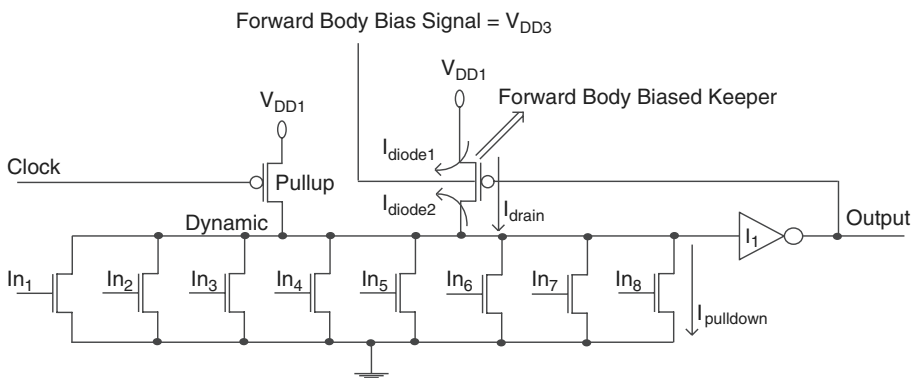 Forward Body Bias Signal = V_DD3
V_DD1
V_DD1
Forward Body Biased Keeper
I_diode1
Clock
Pullup
I_diode2
I_drain
Dynamic
Output
I_1
In_1
In_2
In_3
In_4
In_5
In_6
In_7
In_8
I_pulldown